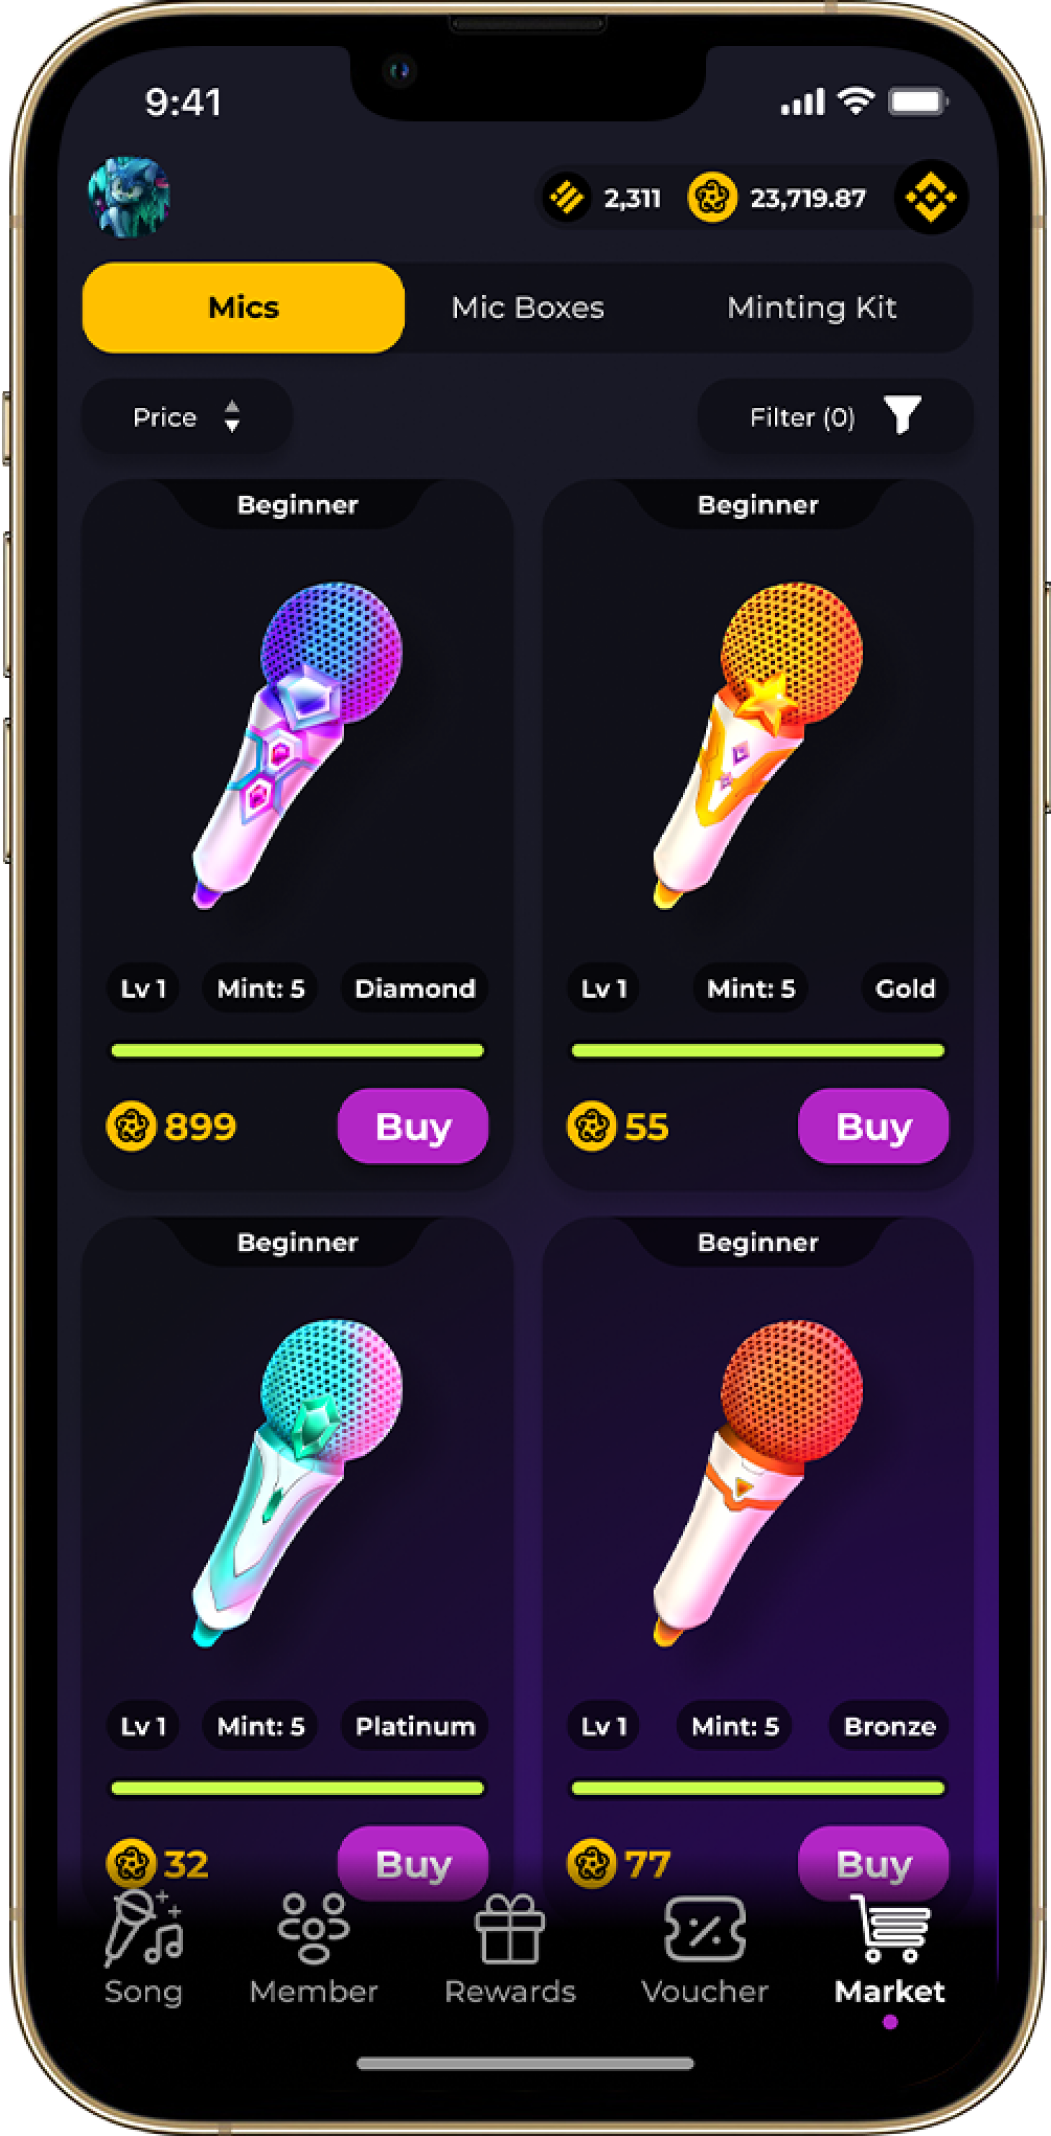 9:41
2,311 23,719.87
Mics Mic Boxes Minting Kit
Price Filter (0)
Beginner Beginner
Lv 1 Mint: 5 Diamond Lv 1 Mint: 5 Gold
899 Buy 55 Buy
Beginner Beginner
Lv 1 Mint: 5 Platinum Lv 1 Mint: 5 Bronze
32 Buy 77 Buy
Song Member Rewards Voucher Market